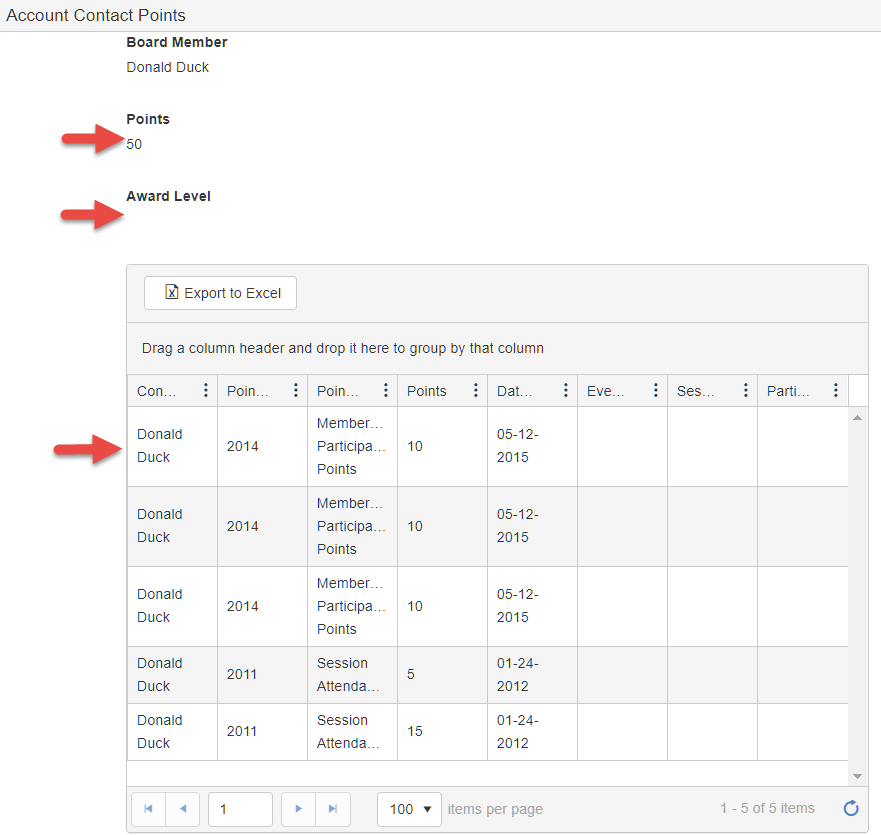 Account Contact Points
Board Member
Donald Duck
Points
50
Award Level
Export to Excel
Drag a column header and drop it here to group by that column
Con... Poin... Poin... Points Dat... Eve... Ses... Parti...
Donald Duck 2014 Member... Participa... Points 10 05-12-2015
Donald Duck 2014 Member... Participa... Points 10 05-12-2015
Donald Duck 2014 Member... Participa... Points 10 05-12-2015
Donald Duck 2011 Session Attenda... 5 01-24-2012
Donald Duck 2011 Session Attenda... 15 01-24-2012
1 100 items per page 1 - 5 of 5 items